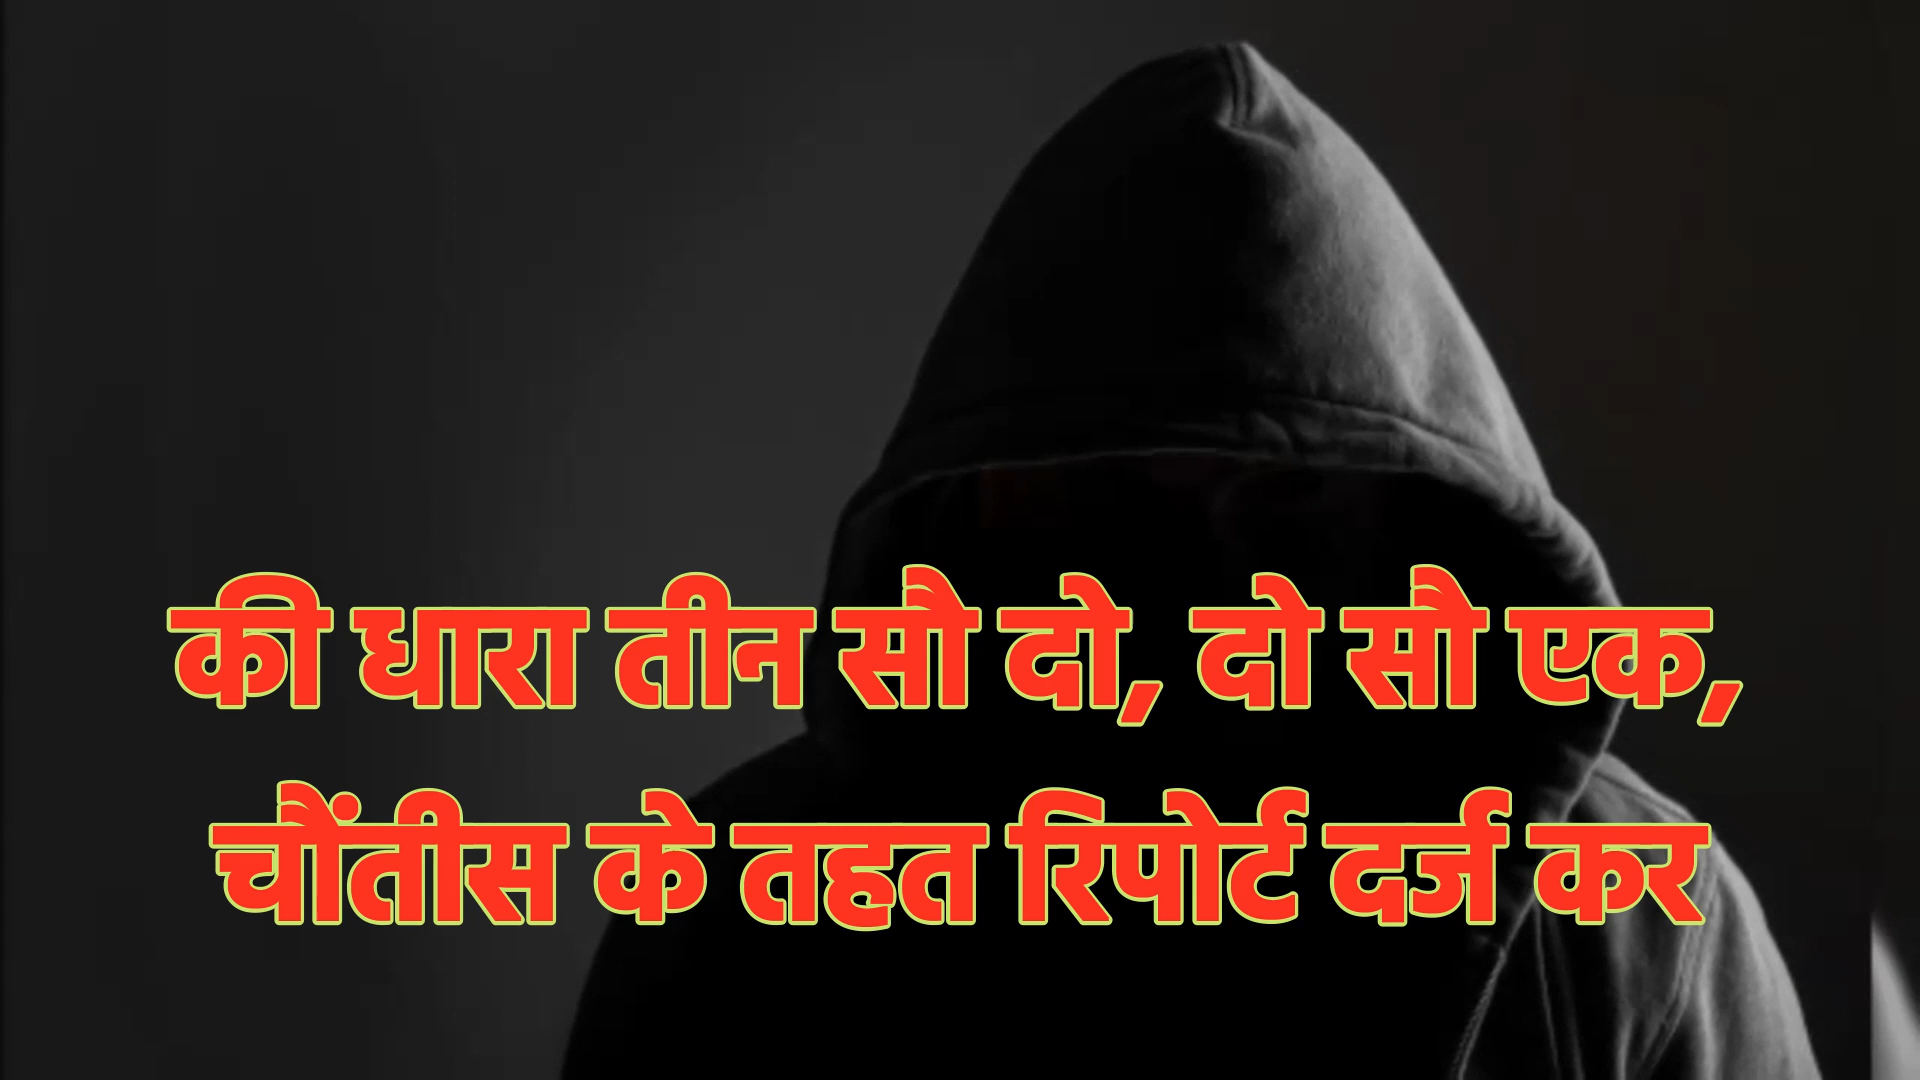 की धारा तीन सौ दो, दो सौ एक,
चौंतीस के तहत रिपोर्ट दर्ज कर